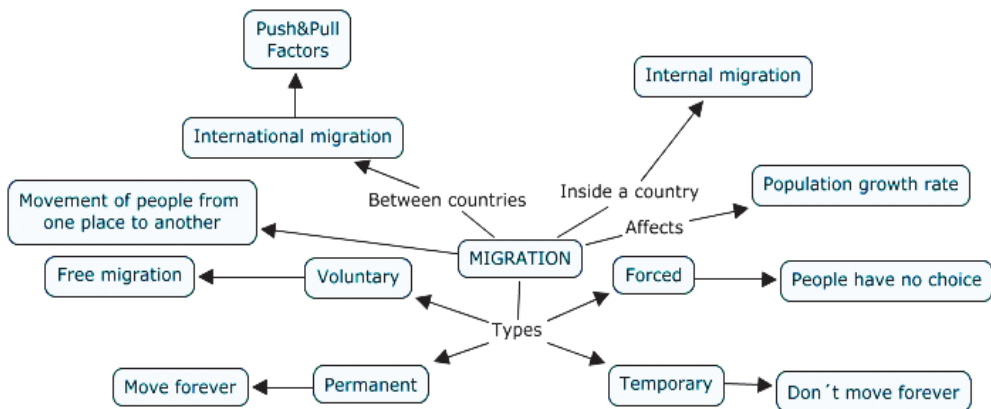 Push&Pull
Factors
Internal migration
International migration
Between countries
Inside a country
Population growth rate
Movement of people from
one place to another
Affects
MIGRATION
Free migration
Voluntary
Forced
People have no choice
Types
Move forever
Permanent
Temporary
Don´t move forever